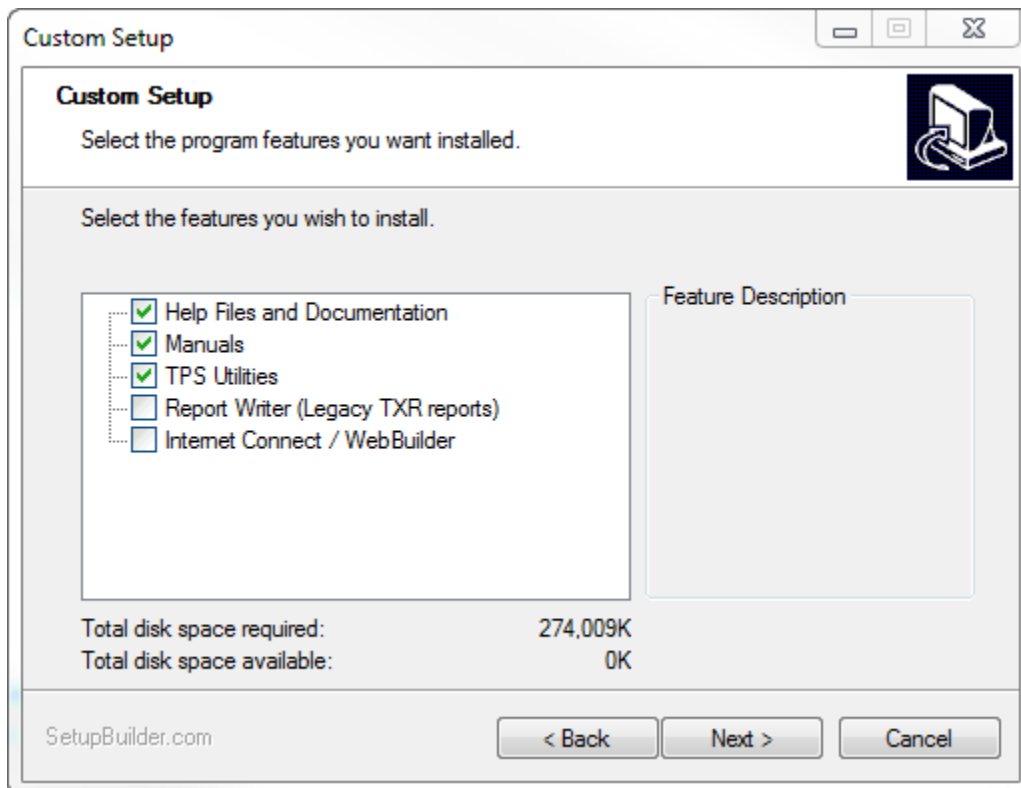 Custom Setup
Custom Setup
Select the program features you want installed.
Select the features you wish to install.
Help Files and Documentation
Manuals
TPS Utilities
Report Writer (Legacy TXR reports)
Internet Connect / WebBuilder
Feature Description
Total disk space required: 274,009K
Total disk space available: 0K
SetupBuilder.com
< Back
Next >
Cancel